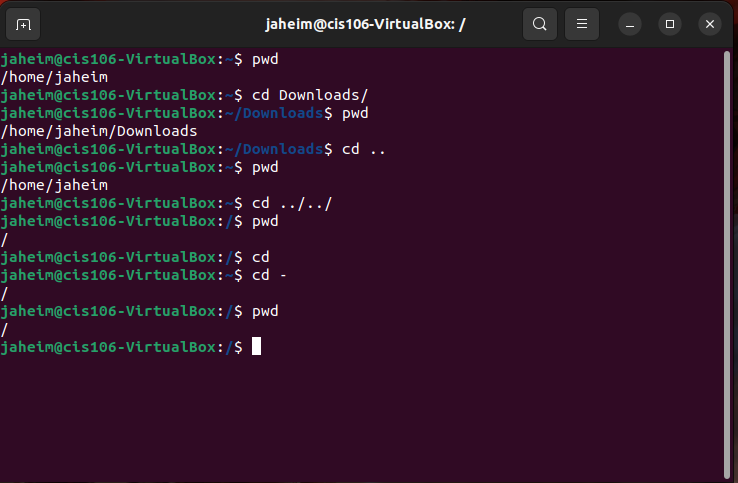 jaheim@cis106-VirtualBox: /
jaheim@cis106-VirtualBox:~$ pwd
/home/jaheim
jaheim@cis106-VirtualBox:~$ cd Downloads/
jaheim@cis106-VirtualBox:~/Downloads$ pwd
/home/jaheim/Downloads
jaheim@cis106-VirtualBox:~/Downloads$ cd ..
jaheim@cis106-VirtualBox:~$ pwd
/home/jaheim
jaheim@cis106-VirtualBox:~$ cd ../../
jaheim@cis106-VirtualBox:/$ pwd
/
jaheim@cis106-VirtualBox:/$ cd
jaheim@cis106-VirtualBox:~$ cd -
/
jaheim@cis106-VirtualBox:/$ pwd
/
jaheim@cis106-VirtualBox:/$